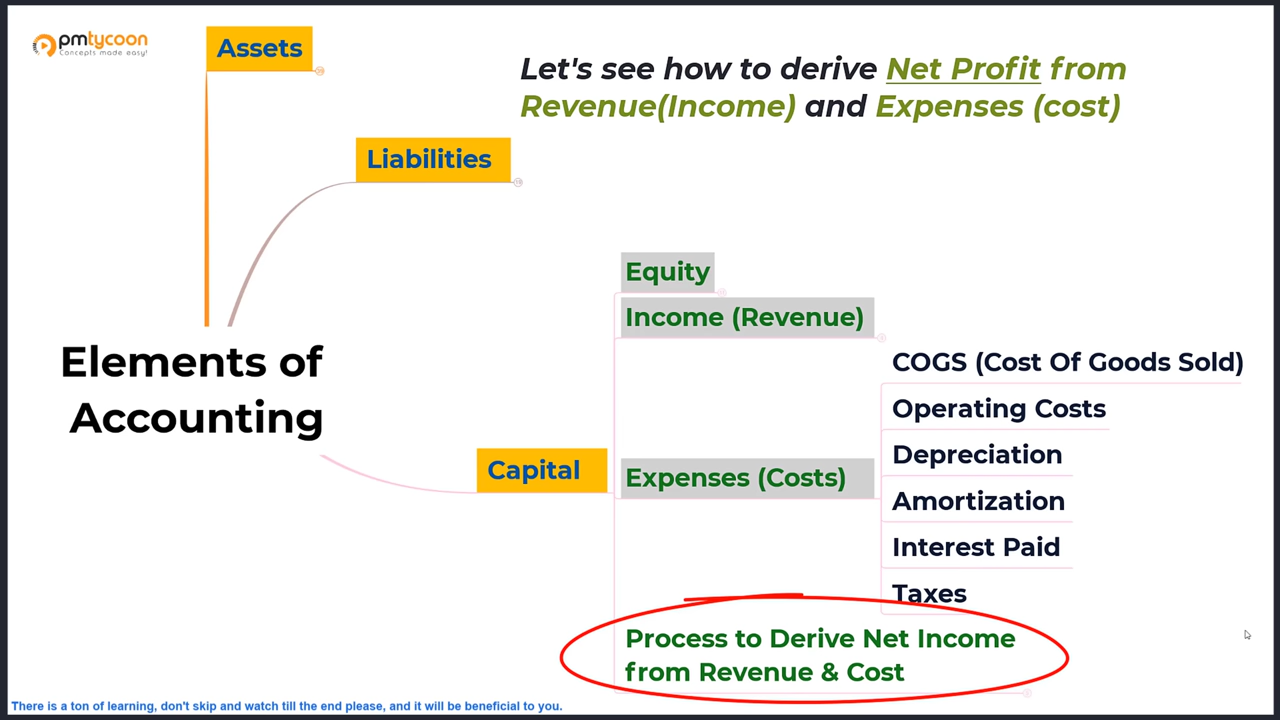 pmtycoon
Concepts made easy!
Assets
Let's see how to derive Net Profit from
Revenue(Income) and Expenses (cost)
Liabilities
Equity
Income (Revenue)
Elements of
Accounting
Capital
Expenses (Costs)
COGS (Cost Of Goods Sold)
Operating Costs
Depreciation
Amortization
Interest Paid
Taxes
Process to Derive Net Income
from Revenue & Cost
There is a ton of learning, don't skip and watch till the end please, and it will be beneficial to you.